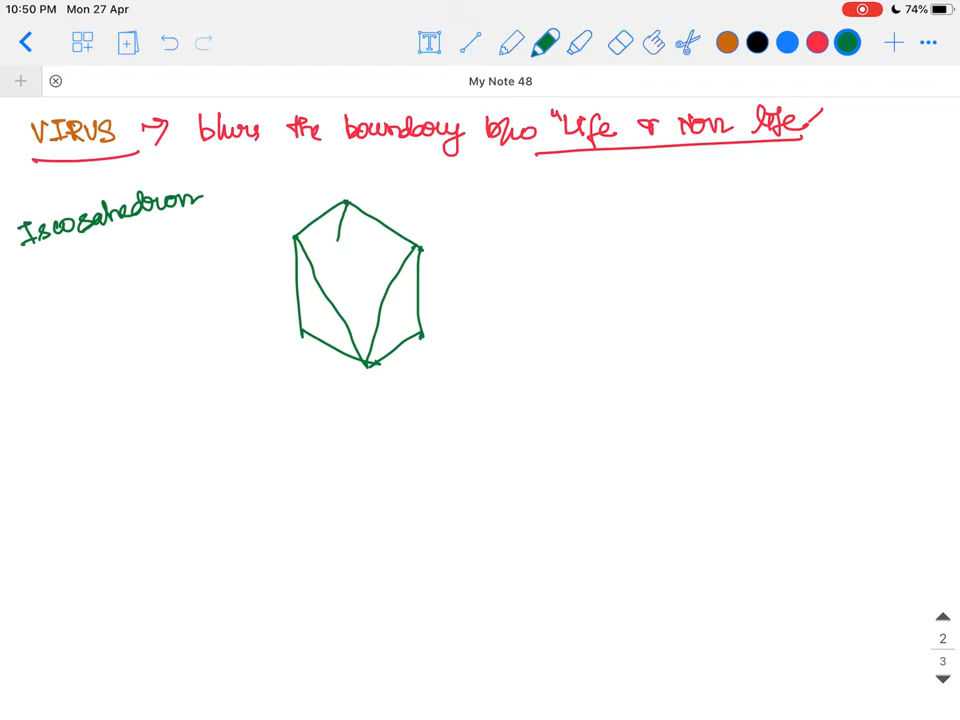 10:50 PM Mon 27 Apr 74%
T
My Note 48
VIRUS → blurs the boundary b/w "Life & Non life"
Iscosahedron
2
3